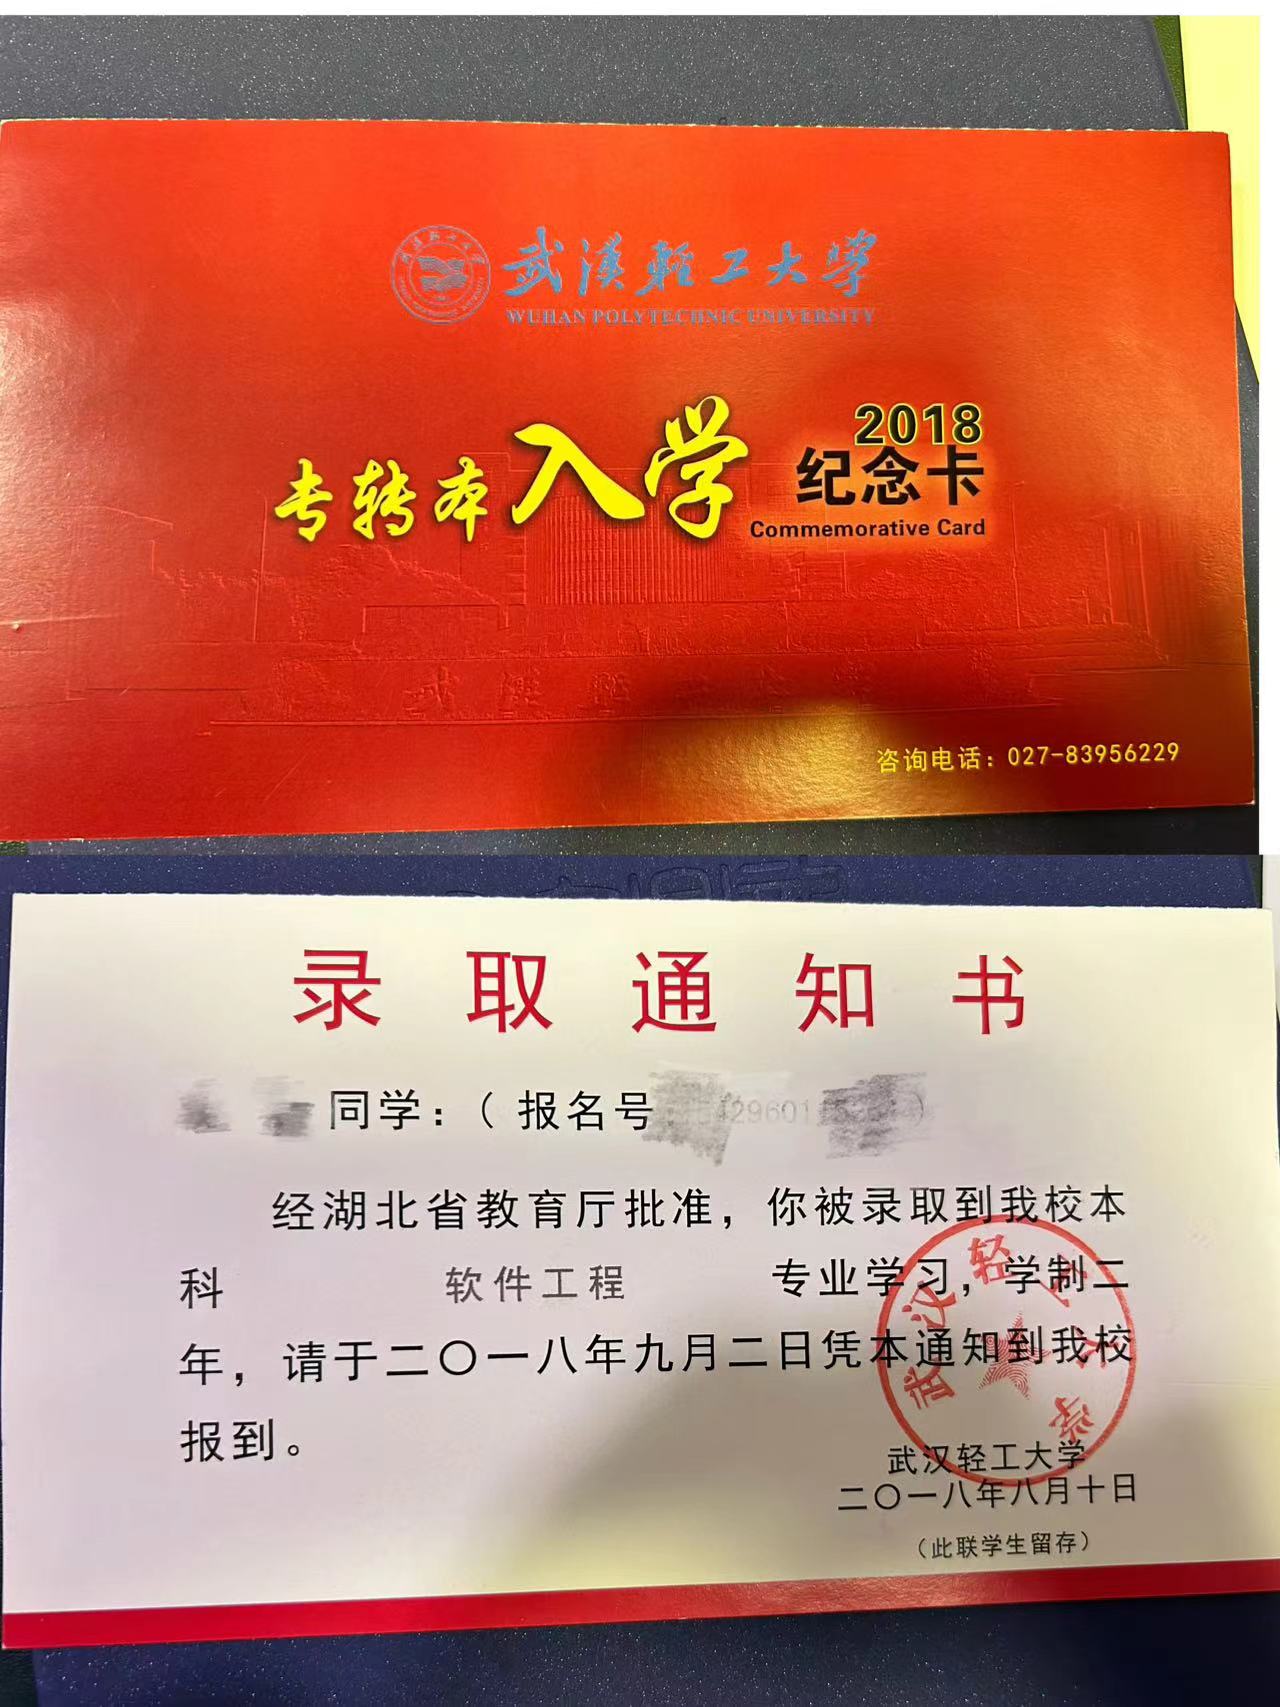 武漢輕工大學
WUHAN POLYTECHNIC UNIVERSITY
专转本入学
2018
纪念卡
Commemorative Card
咨询电话：027-83956229
录取通知书
同学：（报名号 429601 ）
经湖北省教育厅批准，你被录取到我校本
科 软件工程 专业学习，学制二
年，请于二〇一八年九月二日凭本通知到我校
报到。
武汉轻工大学
武汉轻工大学
二〇一八年八月十日
（此联学生留存）